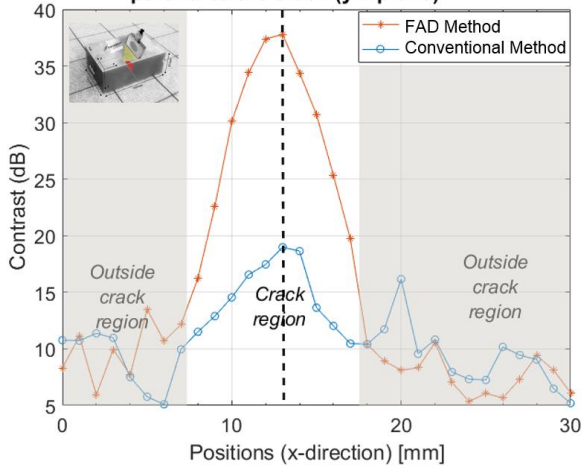 FAD Method
Conventional Method
40
35
30
25
20
15
10
5
Contrast (dB)
Outside
crack
region
Crack
region
Outside
crack
region
0
10
20
30
Positions (x-direction) [mm]